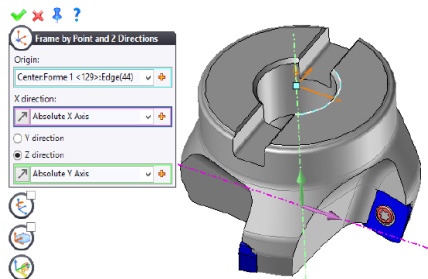 ?
Frame by Point and 2 Directions
Origin:
Center:Forme 1 <129>:Edge(44)
X direction:
Absolute X Axis
Y direction
Z direction
Absolute Y Axis